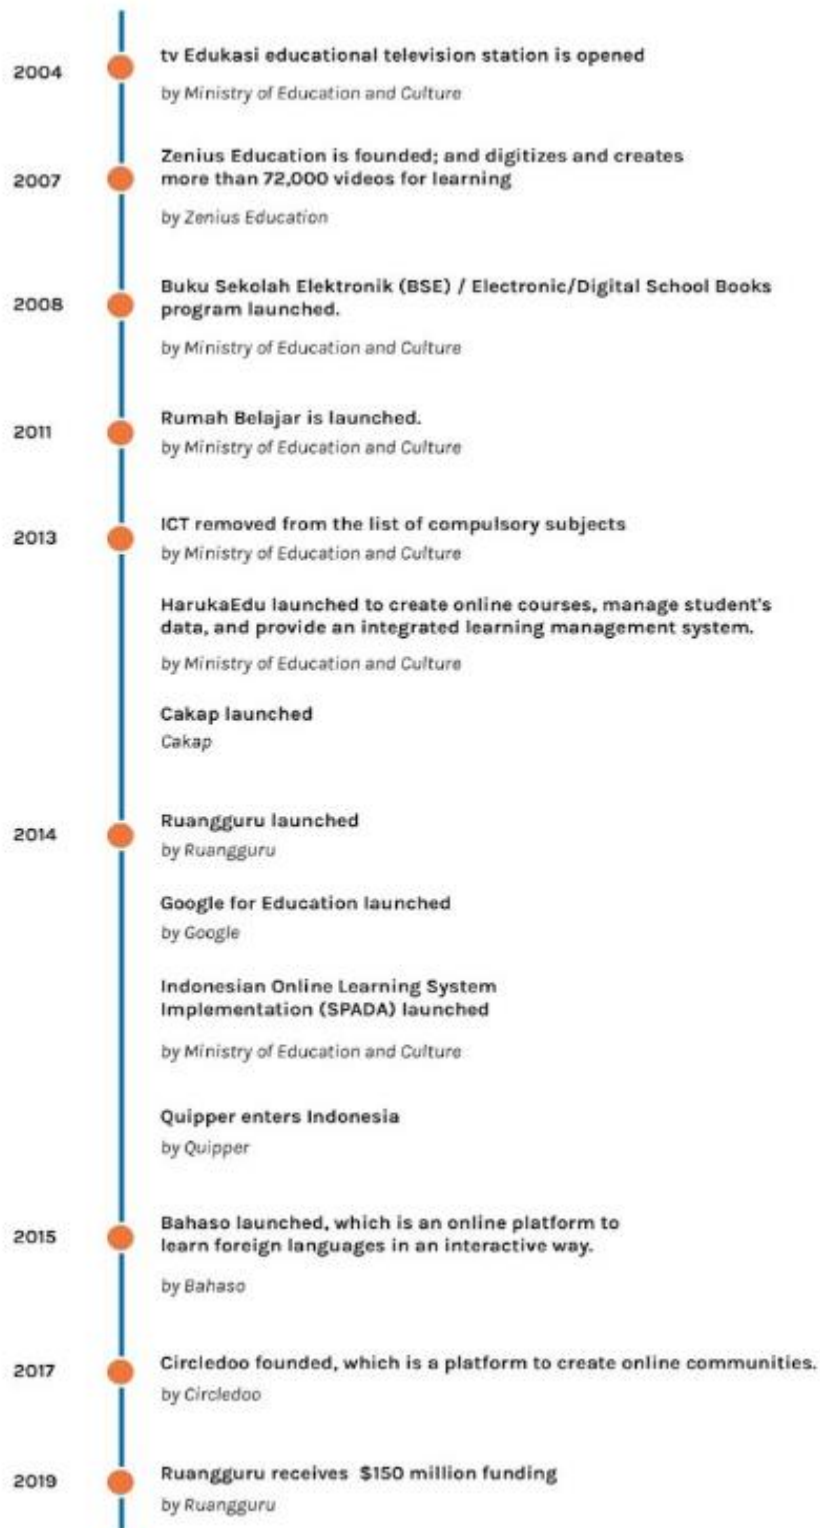 2004
tv Edukasi educational television station is opened
by Ministry of Education and Culture
2007
Zenius Education is founded; and digitizes and creates
more than 72,000 videos for learning
by Zenius Education
2008
Buku Sekolah Elektronik (BSE) / Electronic/Digital School Books
program launched.
by Ministry of Education and Culture
2011
Rumah Belajar is launched.
by Ministry of Education and Culture
2013
ICT removed from the list of compulsory subjects
by Ministry of Education and Culture
HarukaEdu launched to create online courses, manage student's
data, and provide an integrated learning management system.
by Ministry of Education and Culture
Cakap launched
Cakap
2014
Ruangguru launched
by Ruangguru
Google for Education launched
by Google
Indonesian Online Learning System
Implementation (SPADA) launched
by Ministry of Education and Culture
Quipper enters Indonesia
by Quipper
2015
Bahaso launched, which is an online platform to
learn foreign languages in an interactive way.
by Bahaso
2017
Circledoo founded, which is a platform to create online communities.
by Circledoo
2019
Ruangguru receives $150 million funding
by Ruangguru